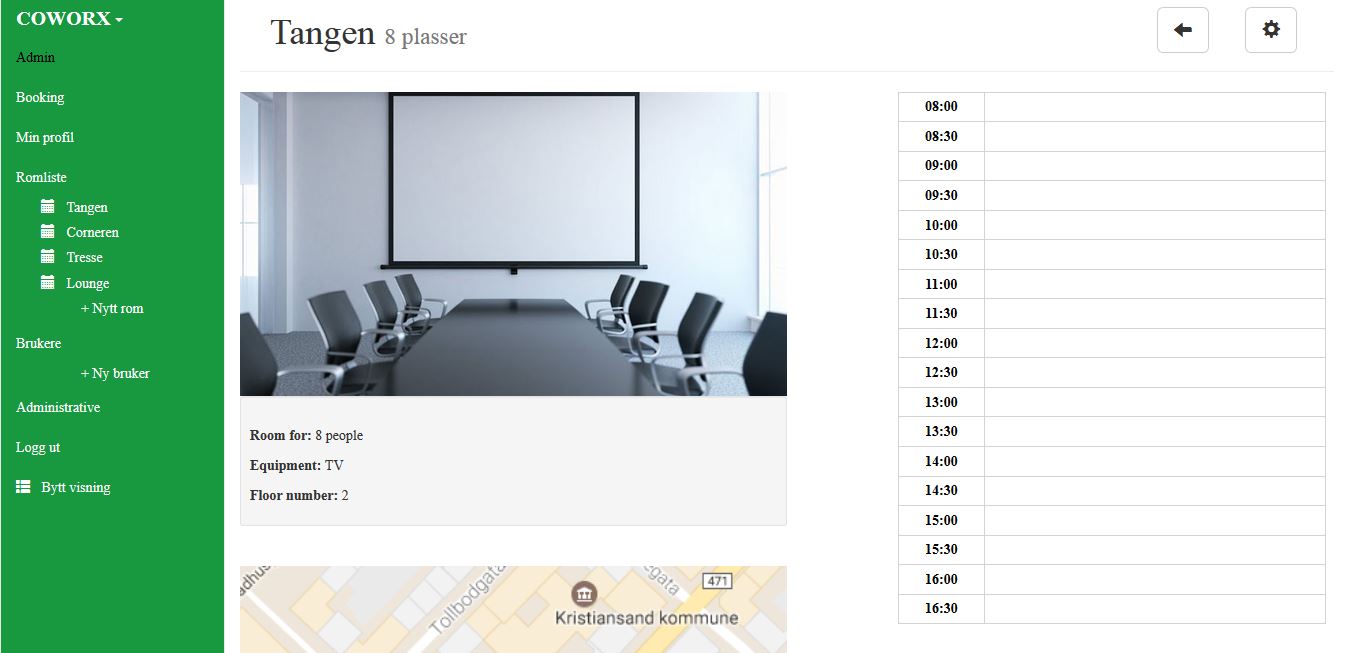 COWORX
Admin
Booking
Min profil
Romliste
Tangen
Corneren
Tresse
Lounge
+ Nytt rom
Brukere
+ Ny bruker
Administrative
Logg ut
Bytt visning
Tangen 8 plasser
Room for: 8 people
Equipment: TV
Floor number: 2
Tollbodgata
471
Kristiansand kommune
08:00
08:30
09:00
09:30
10:00
10:30
11:00
11:30
12:00
12:30
13:00
13:30
14:00
14:30
15:00
15:30
16:00
16:30